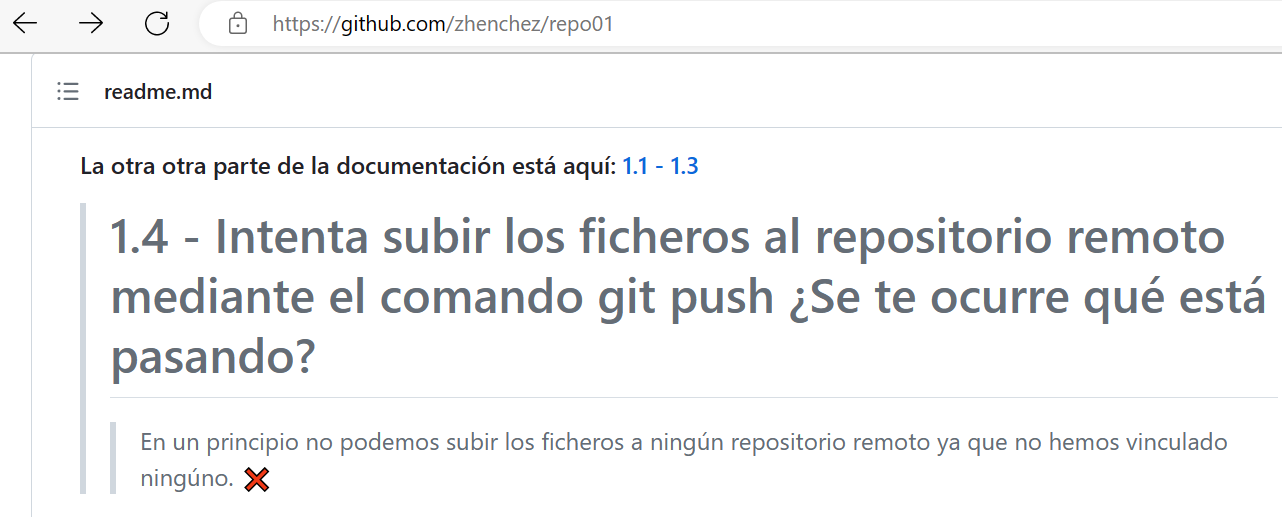 https://github.com/zhenchez/repo01
readme.md
La otra otra parte de la documentación está aquí: 1.1 - 1.3
1.4 - Intenta subir los ficheros al repositorio remoto
mediante el comando git push ¿Se te ocurre qué está
pasando?
En un principio no podemos subir los ficheros a ningún repositorio remoto ya que no hemos vinculado
ningúno. ❌